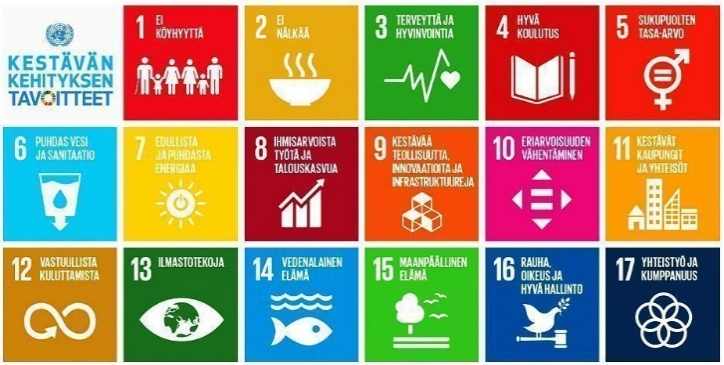 KESTÄVÄN
KEHITYKSEN
TAVOITTEET
1 EI
KÖYHYYTTÄ
2 EI
NÄLKÄÄ
3 TERVEYTTÄ JA
HYVINVOINTIA
4 HYVÄ
KOULUTUS
5 SUKUPUOLTEN
TASA-ARVO
6 PUHDAS VESI
JA SANITAATIO
7 EDULLISTA
JA PUHDASTA
ENERGIAA
8 IHMISARVOISTA
TYÖTÄ JA
TALOUSKASVUA
9 KESTÄVÄÄ
TEOLLISUUTTA,
INNOVAATIOITA JA
INFRASTRUKTUUREJA
10 ERIARVOISUUDEN
VÄHENTÄMINEN
11 KESTÄVÄT
KAUPUNGIT
JA YHTEISÖT
12 VASTUULLISTA
KULUTTAMISTA
13 ILMASTOTEKOJA
14 VEDENALAINEN
ELÄMÄ
15 MAANPÄÄLLINEN
ELÄMÄ
16 RAUHA,
OIKEUS JA
HYVÄ HALLINTO
17 YHTEISTYÖ JA
KUMPPANUUS